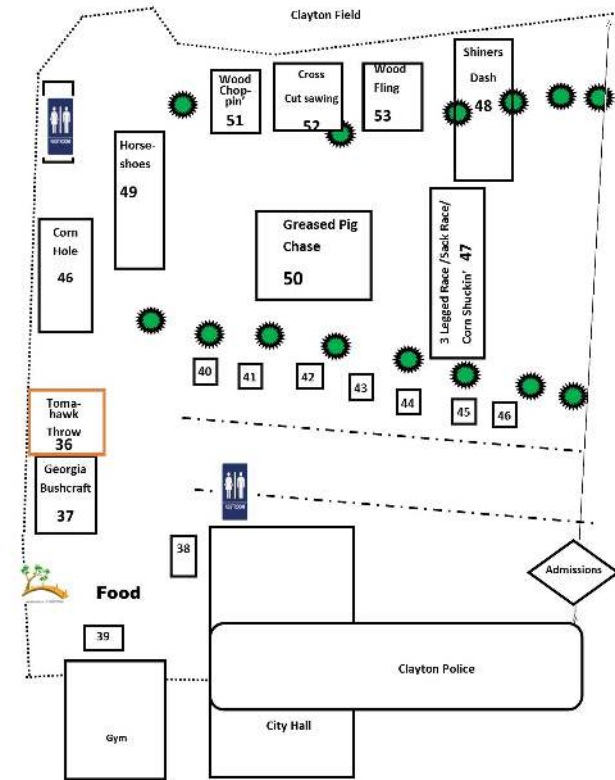 Clayton Field
Wood
Chop-
pin'
51
Cross
Cut sawing
52
Wood
Fling
53
Shiners
Dash
48
Horse-
shoes
49
Corn
Hole
46
Greased Pig
Chase
50
3 Legged Race /Sack Race/
Corn Shuckin' 47
40
41
42
43
44
45
46
Toma-
hawk
Throw
36
Georgia
Bushcraft
37
38
Food
39
Admissions
Clayton Police
City Hall
Gym